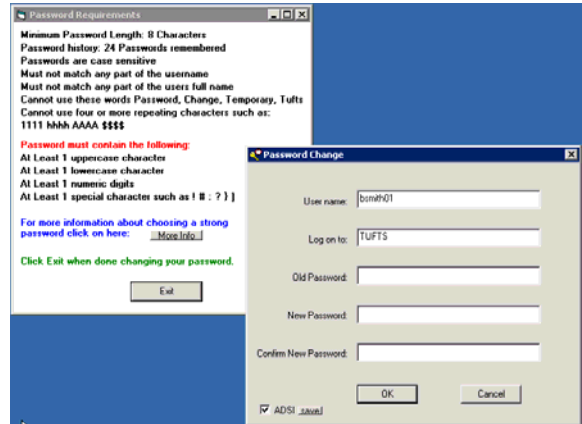 Password Requirements
Minimum Password Length: 8 Characters
Password history: 24 Passwords remembered
Passwords are case sensitive
Must not match any part of the username
Must not match any part of the users full name
Cannot use these words Password, Change, Temporary, Tufts
Cannot use four or more repeating characters such as:
1111 hhhh AAAA $$$$
Password must contain the following:
At Least 1 uppercase character
At Least 1 lowercase character
At Least 1 numeric digits
At Least 1 special character such as ! # : ? } ]
For more information about choosing a strong
password click on here: More Info
Click Exit when done changing your password.
Exit
Password Change
User name: bsmith01
Log on to: TUFTS
Old Password:
New Password:
Confirm New Password:
OK Cancel
ADSI save!